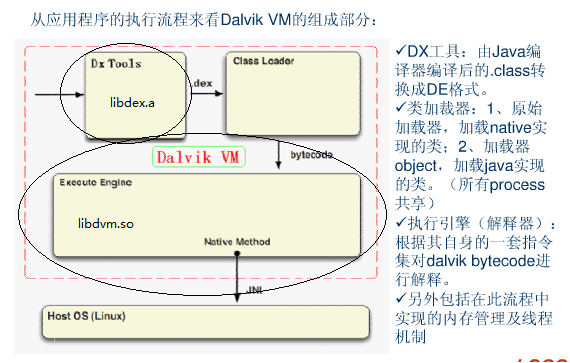 从应用程序的执行流程来看Dalvik VM的组成部分：
Dx Tools
libdex.a
.dex
Class Loader
Dalvik VM
bytecode
Execute Engine
libdvm.so
Native Method
JNI
Host OS (Linux)
✓DX工具：由Java编
译器编译后的.class转
换成DE格式。
✓类加裁器：1、原始
加载器，加载native实
现的类；2、加载器
object，加载java实现
的类。（所有process
共享）
✓执行引擎（解释器）：
根据其自身的一套指令
集对dalvik bytecode进
行解释。
✓另外包括在此流程中
实现的内存管理及线程
机制